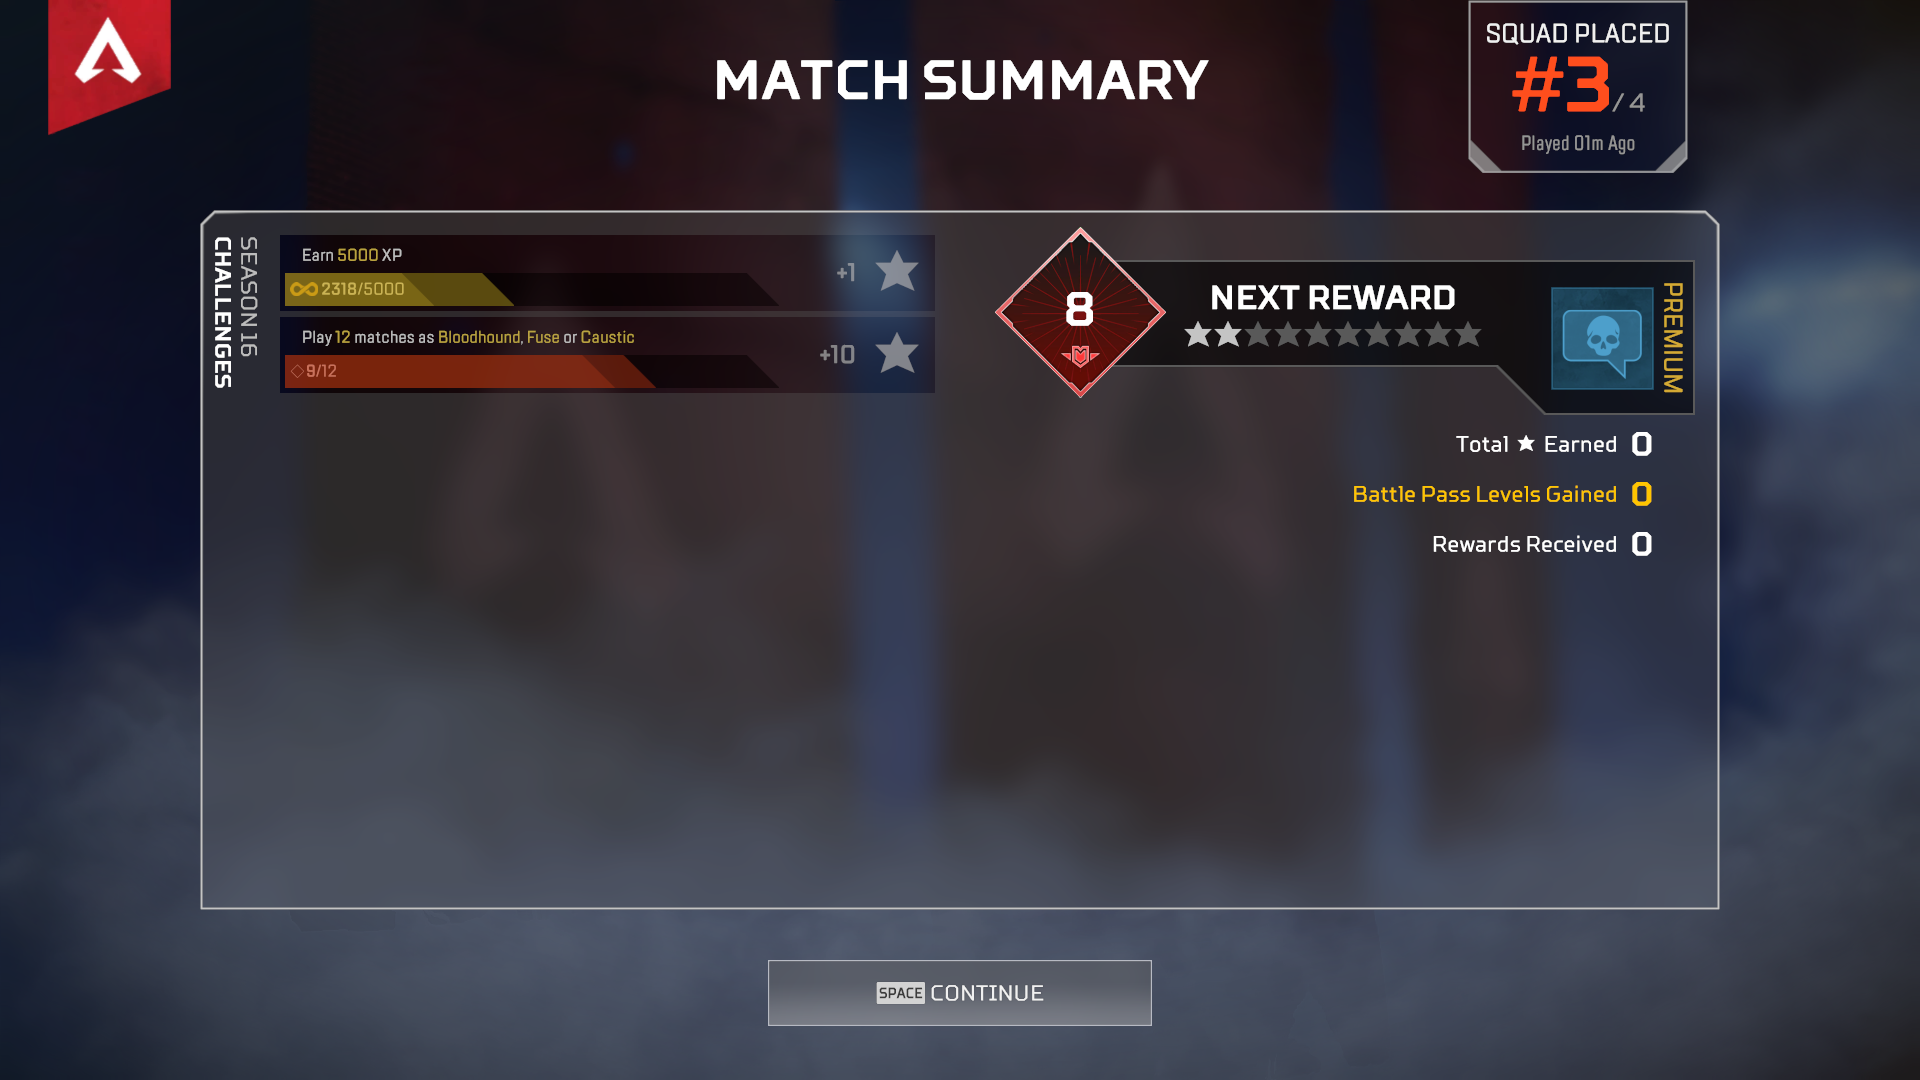 MATCH SUMMARY
SQUAD PLACED
#3/4
Played 01m Ago
SEASON 16
CHALLENGES
Earn 5000 XP
2318/5000
+1
Play 12 matches as Bloodhound, Fuse or Caustic
9/12
+10
8
NEXT REWARD
PREMIUM
Total ★ Earned 0
Battle Pass Levels Gained 0
Rewards Received 0
SPACE CONTINUE